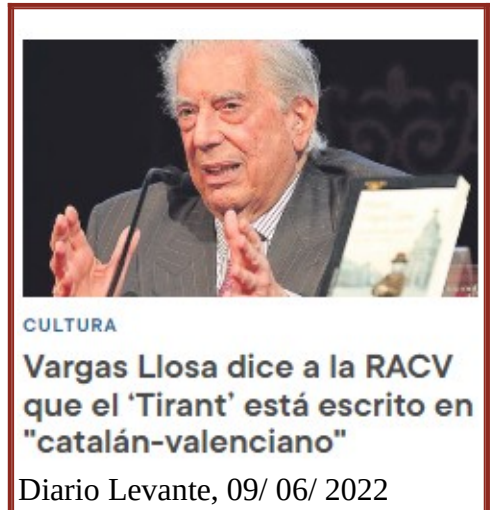 CULTURA
Vargas Llosa dice a la RACV
que el ‘Tirant’ está escrito en
"catalán-valenciano"
Diario Levante, 09/ 06/ 2022